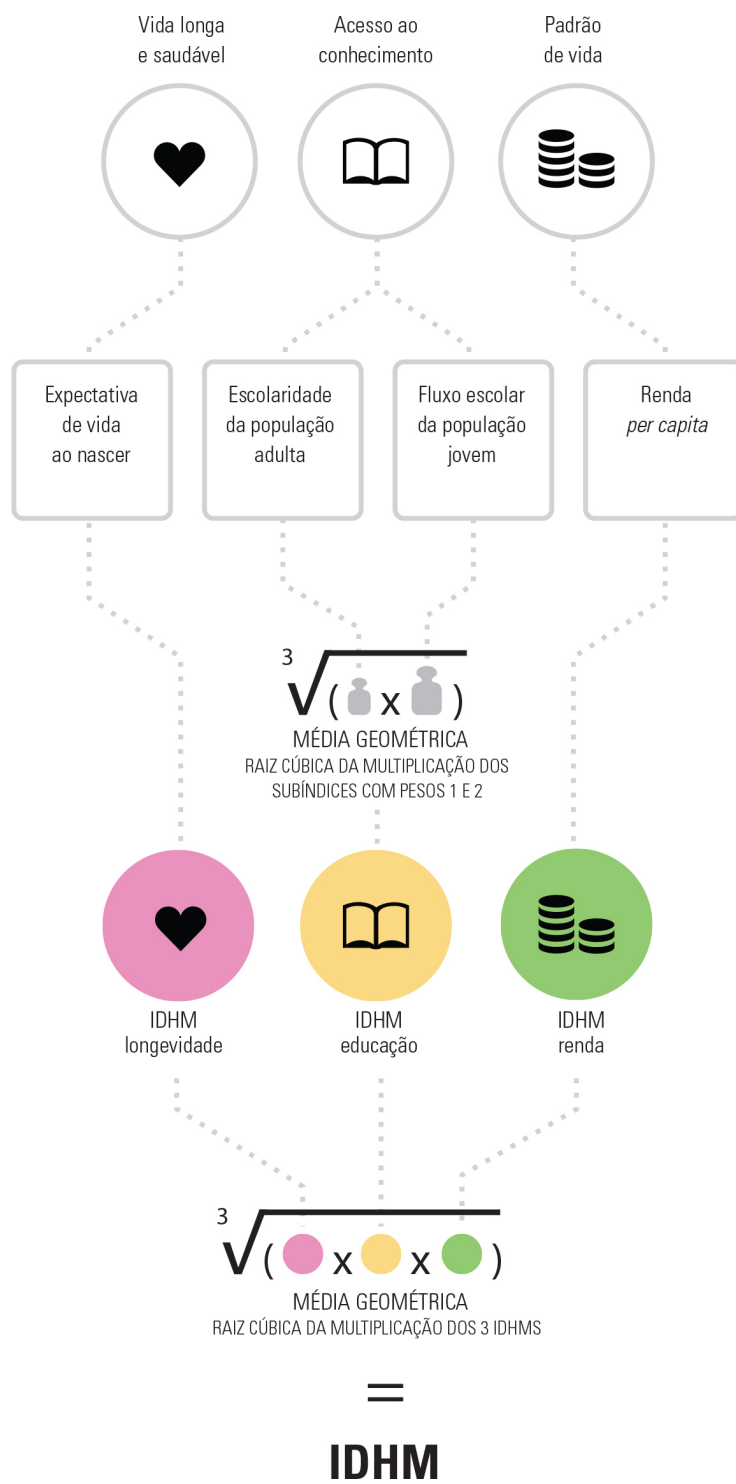 Vida longa
e saudável
Acesso ao
conhecimento
Padrão
de vida
Expectativa
de vida
ao nascer
Escolaridade
da população
adulta
Fluxo escolar
da população
jovem
Renda
per capita
3
√ ( x )
MÉDIA GEOMÉTRICA
RAIZ CÚBICA DA MULTIPLICAÇÃO DOS
SUBÍNDICES COM PESOS 1 E 2
IDHM
longevidade
IDHM
educação
IDHM
renda
3
√ ( x x )
MÉDIA GEOMÉTRICA
RAIZ CÚBICA DA MULTIPLICAÇÃO DOS 3 IDHMS
=
IDHM